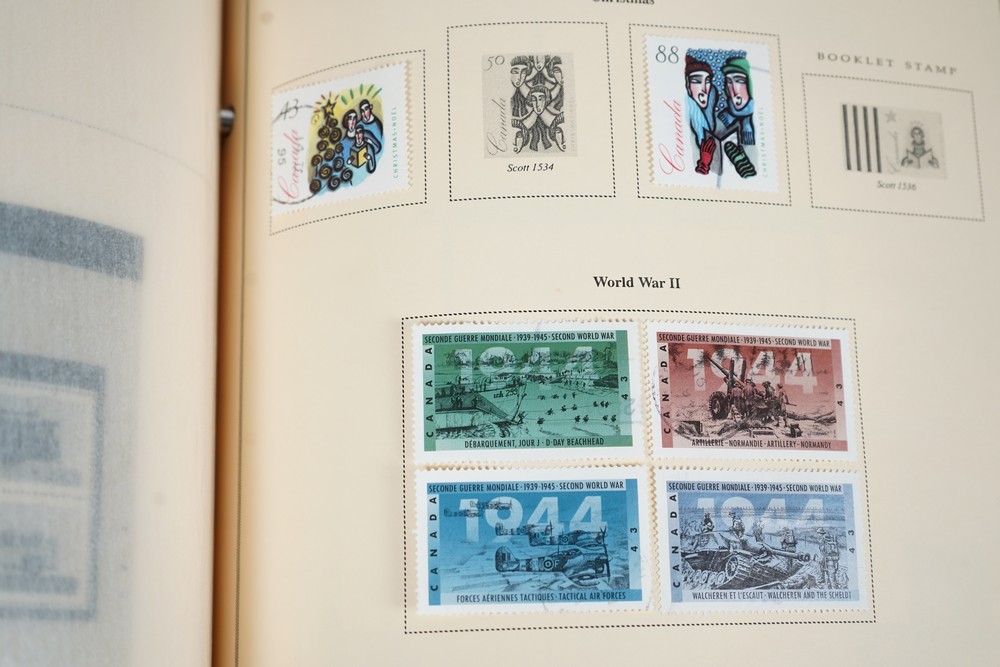 Christmas
BOOKLET STAMP
A3
Canada
95
CHRISTMAS·NOËL
50
Canada
Scott 1534
88
Canada
CHRISTMAS·NOËL
Scott 1536
World War II
SECONDE GUERRE MONDIALE · 1939-1945 · SECOND WORLD WAR
1944
CANADA
43
DÉBARQUEMENT, JOUR J · D-DAY BEACHHEAD
SECONDE GUERRE MONDIALE · 1939-1945 · SECOND WORLD WAR
1944
CANADA
43
ARTILLERIE - NORMANDIE · ARTILLERY - NORMANDY
SECONDE GUERRE MONDIALE · 1939-1945 · SECOND WORLD WAR
1944
CANADA
43
FORCES AÉRIENNES TACTIQUES · TACTICAL AIR FORCES
SECONDE GUERRE MONDIALE · 1939-1945 · SECOND WORLD WAR
1944
CANADA
43
WALCHEREN ET L'ESCAUT · WALCHEREN AND THE SCHELDT